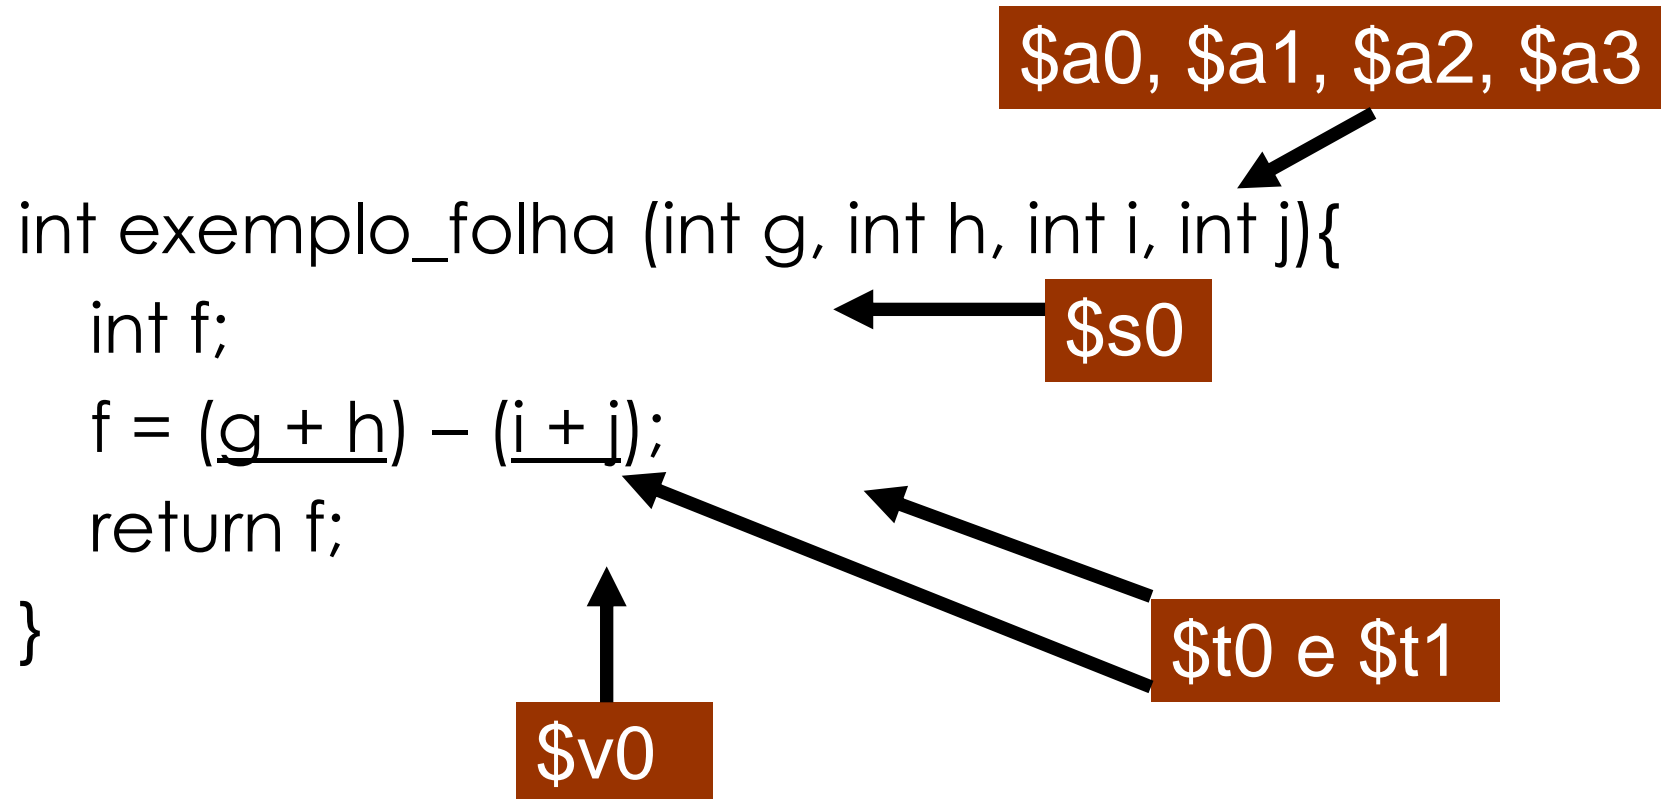 $a0, $a1, $a2, $a3
int exemplo_folha (int g, int h, int i, int j){
int f;
$s0
f = (g + h) – (i + j);
return f;
}
$t0 e $t1
$v0